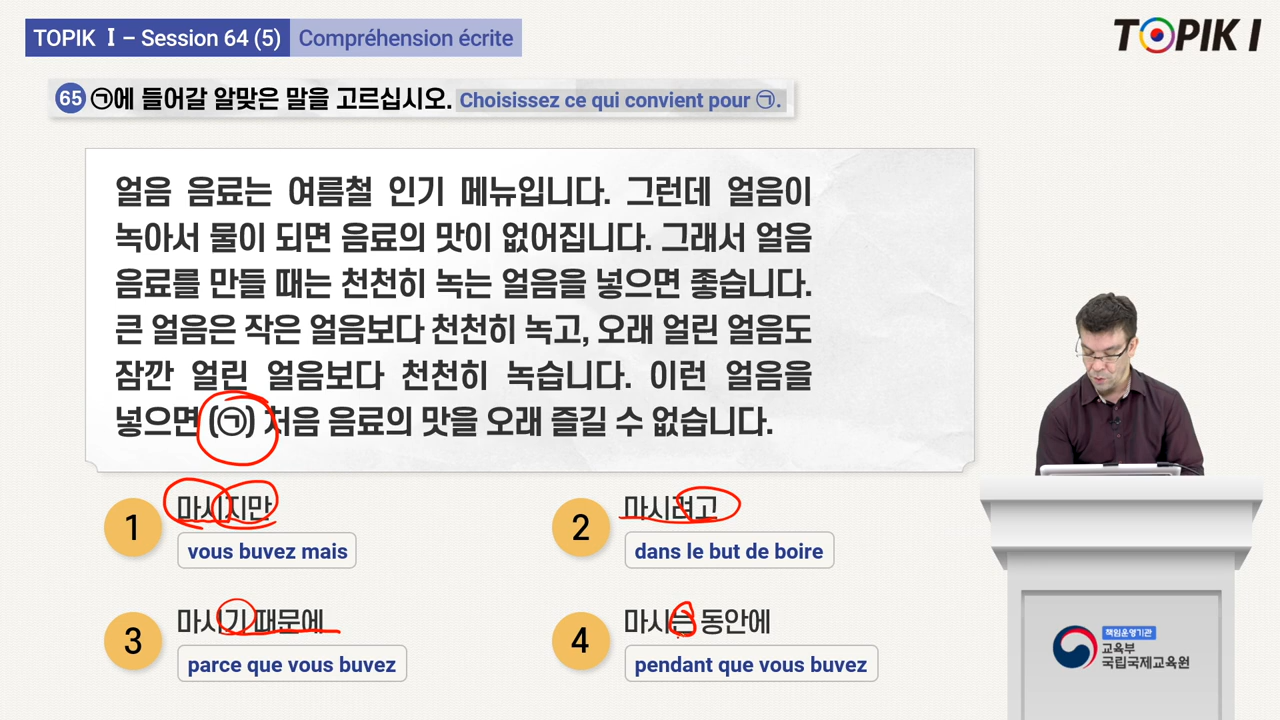 TOPIK Ⅰ – Session 64 (5) Compréhension écrite
TOPIK I
65 ㉠에 들어갈 알맞은 말을 고르십시오. Choisissez ce qui convient pour ㉠.
얼음 음료는 여름철 인기 메뉴입니다. 그런데 얼음이
녹아서 물이 되면 음료의 맛이 없어집니다. 그래서 얼음
음료를 만들 때는 천천히 녹는 얼음을 넣으면 좋습니다.
큰 얼음은 작은 얼음보다 천천히 녹고, 오래 얼린 얼음도
잠깐 얼린 얼음보다 천천히 녹습니다. 이런 얼음을
넣으면 (㉠) 처음 음료의 맛을 오래 즐길 수 없습니다.
1 마시지만
vous buvez mais
2 마시려고
dans le but de boire
3 마시기 때문에
parce que vous buvez
4 마시는 동안에
pendant que vous buvez
책임운영기관
교육부
국립국제교육원